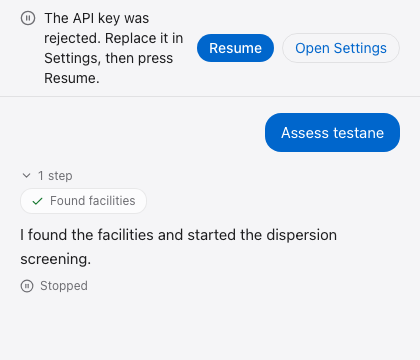 The API key was
rejected. Replace it in
Settings, then press
Resume.
Resume
Open Settings
Assess testane
1 step
Found facilities
I found the facilities and started the dispersion
screening.
Stopped